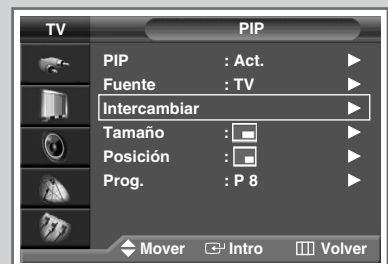 TV PIP
PIP : Act.
Fuente : TV
Intercambiar
Tamaño :
Posición :
Prog. : P 8
Mover Intro Volver